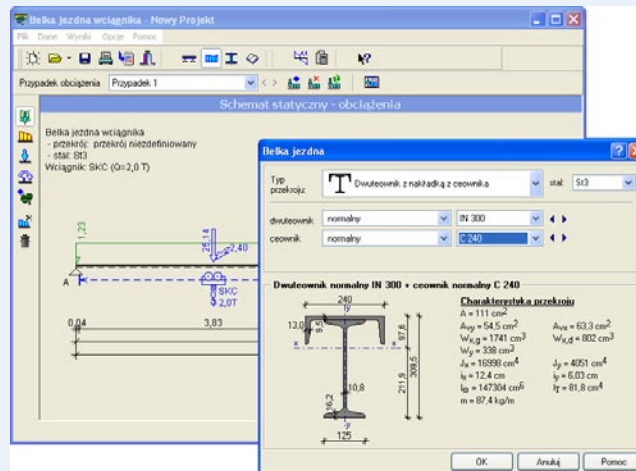 Belka jezdna wciągnika - Nowy Projekt
Plik Dane Wyniki Opcje Pomoc
Przypadek obciążenia Przypadek 1
Schemat statyczny - obciążenia
Belka jezdna wciągnika
- przekrój: przekrój niezdefiniowany
- stal: St3
Wciągnik: SKC (Q=2,0 T)
1,23
25,14
2,40
A
SKC
2,0T
0,04 3,83
Belka jezdna
Typ przekroju: Dwuteownik z nakładką z ceownika stal: St3
dwuteownik: normalny IN 300
ceownik: normalny C 240
Dwuteownik normalny IN 300 + ceownik normalny C 240
240
13,0
9,5
y
x x
97,6
211,9
309,5
10,8
16,2
y
125
Charakterystyka przekroju
A = 111 cm²
Avy = 54,5 cm² Avx = 63,3 cm²
Wx,g = 1741 cm³ Wx,d = 802 cm³
Wy = 338 cm³
Jx = 16998 cm⁴ Jy = 4051 cm⁴
ix = 12,4 cm iy = 6,03 cm
Iω = 147304 cm⁶ IT = 81,8 cm⁴
m = 87,4 kg/m
OK Anuluj Pomoc